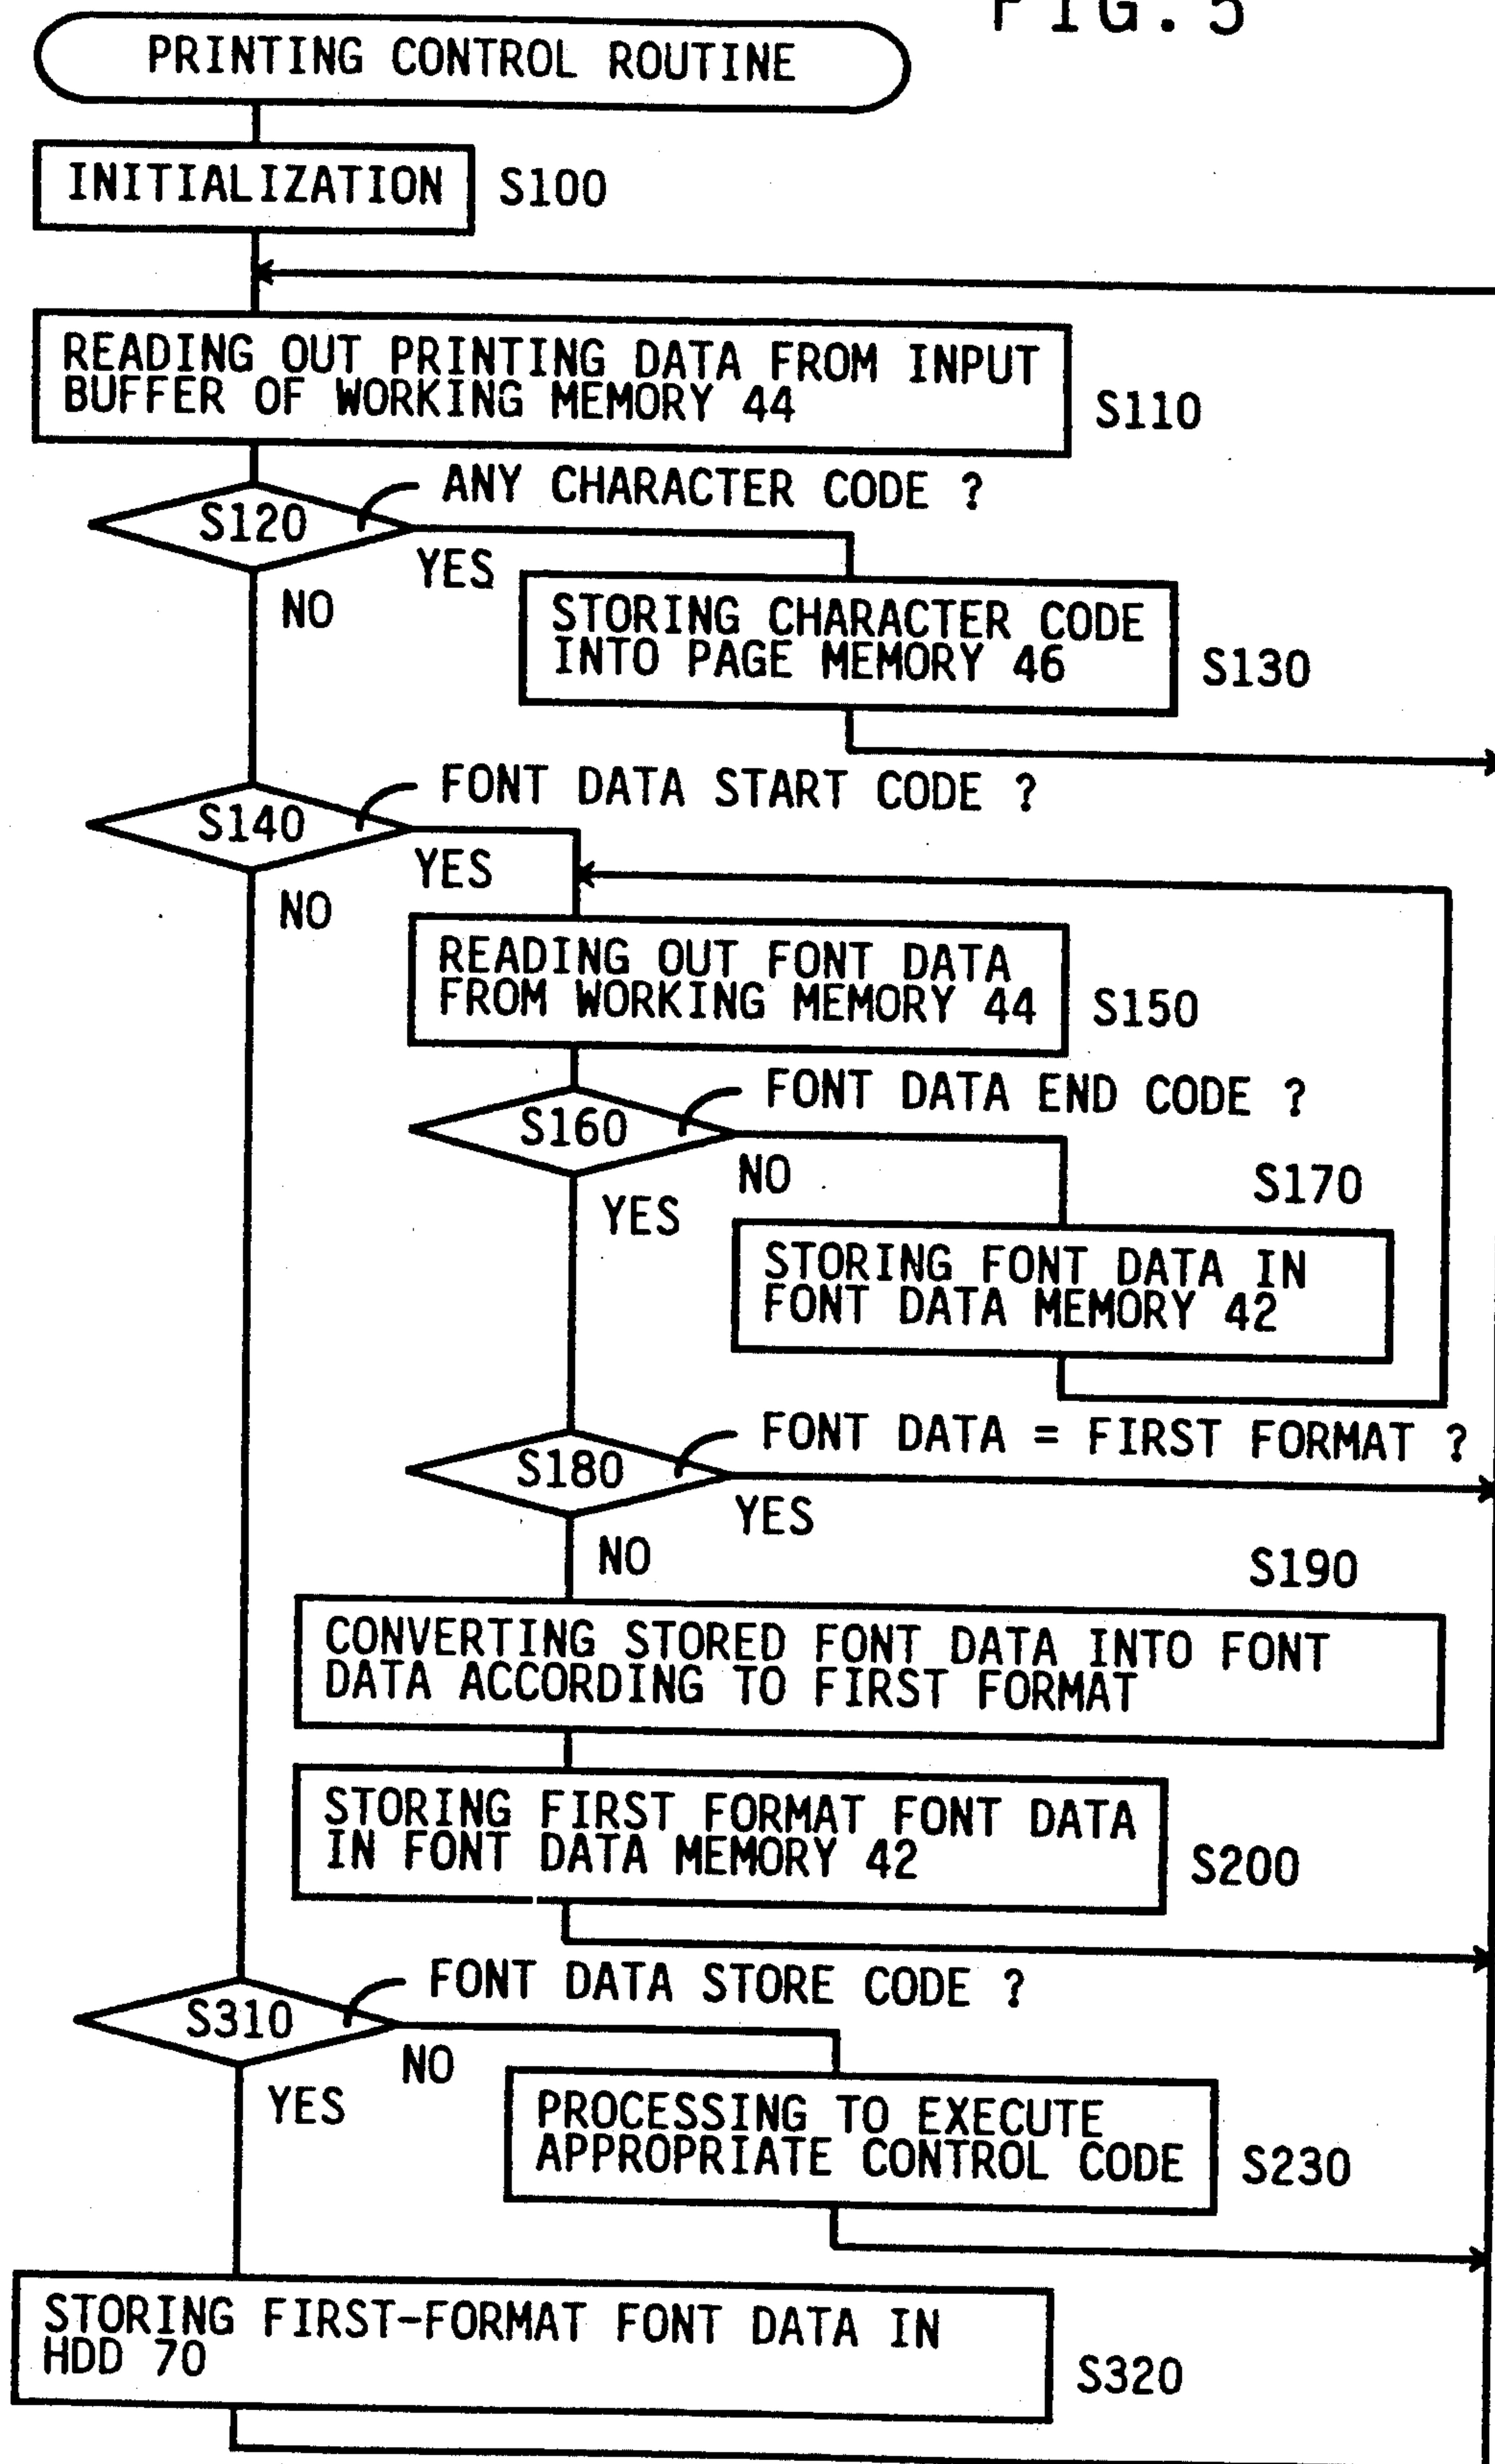 FIG.5
PRINTING CONTROL ROUTINE
INITIALIZATION S100
READING OUT PRINTING DATA FROM INPUT
BUFFER OF WORKING MEMORY 44
S110
ANY CHARACTER CODE ?
S120
YES
NO
STORING CHARACTER CODE
INTO PAGE MEMORY 46
S130
FONT DATA START CODE ?
S140
YES
NO
READING OUT FONT DATA
FROM WORKING MEMORY 44
S150
FONT DATA END CODE ?
S160
NO
YES
S170
STORING FONT DATA IN
FONT DATA MEMORY 42
FONT DATA = FIRST FORMAT ?
S180
YES
NO
S190
CONVERTING STORED FONT DATA INTO FONT
DATA ACCORDING TO FIRST FORMAT
STORING FIRST FORMAT FONT DATA
IN FONT DATA MEMORY 42
S200
FONT DATA STORE CODE ?
S310
NO
YES
PROCESSING TO EXECUTE
APPROPRIATE CONTROL CODE
S230
STORING FIRST-FORMAT FONT DATA IN
HDD 70
S320